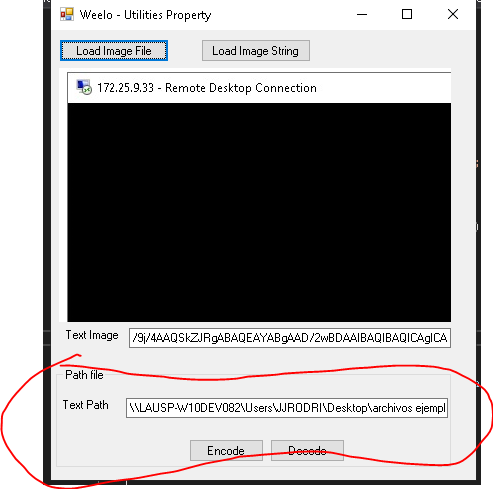 Weelo - Utilities Property
Load Image File
Load Image String
172.25.9.33 - Remote Desktop Connection
Text Image
/9j/4AAQSkZJRgABAQEAYABgAAD/2wBDAAIBAQIBAQICAgICA
Path file
Text Path
\\LAUSP-W10DEV082\Users\JJRODRI\Desktop\archivos ejempl
Encode
Decode